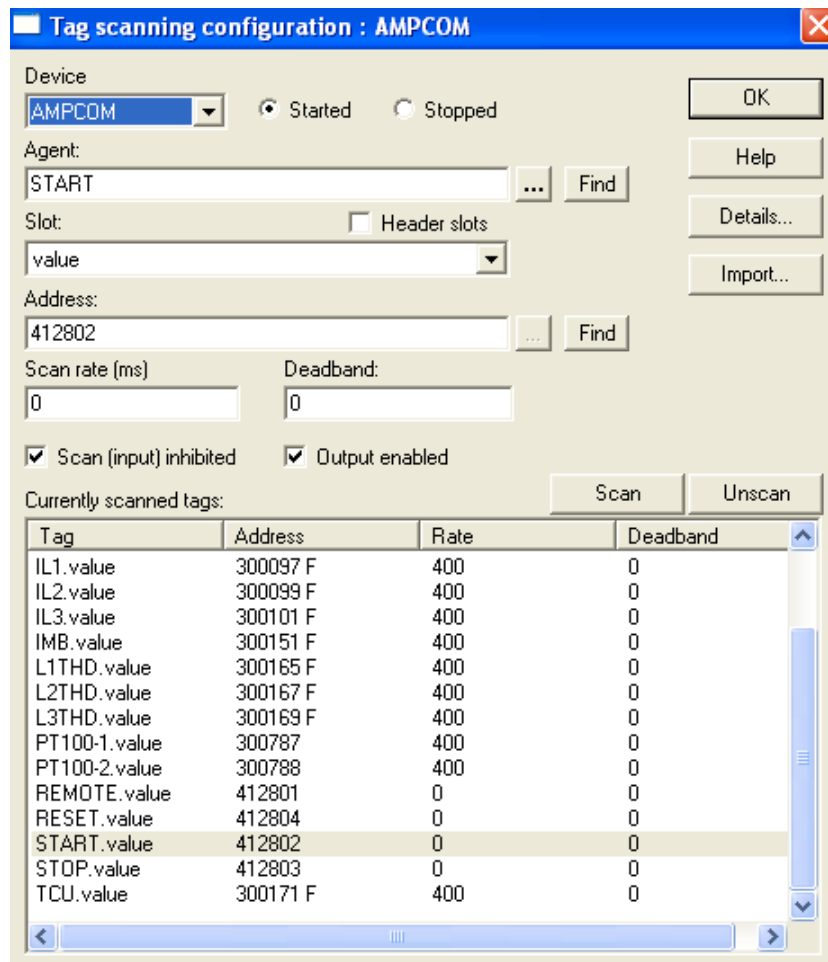 Tag scanning configuration : AMPCOM
Device
AMPCOM Started Stopped OK
Agent: Help
START ... Find
Slot: Header slots Details...
value Import...
Address:
412802 ... Find
Scan rate (ms) Deadband:
0 0
Scan (input) inhibited Output enabled
Currently scanned tags: Scan Unscan
Tag Address Rate Deadband
IL1.value 300097 F 400 0
IL2.value 300099 F 400 0
IL3.value 300101 F 400 0
IMB.value 300151 F 400 0
L1THD.value 300165 F 400 0
L2THD.value 300167 F 400 0
L3THD.value 300169 F 400 0
PT100-1.value 300787 400 0
PT100-2.value 300788 400 0
REMOTE.value 412801 0 0
RESET.value 412804 0 0
START.value 412802 0 0
STOP.value 412803 0 0
TCU.value 300171 F 400 0